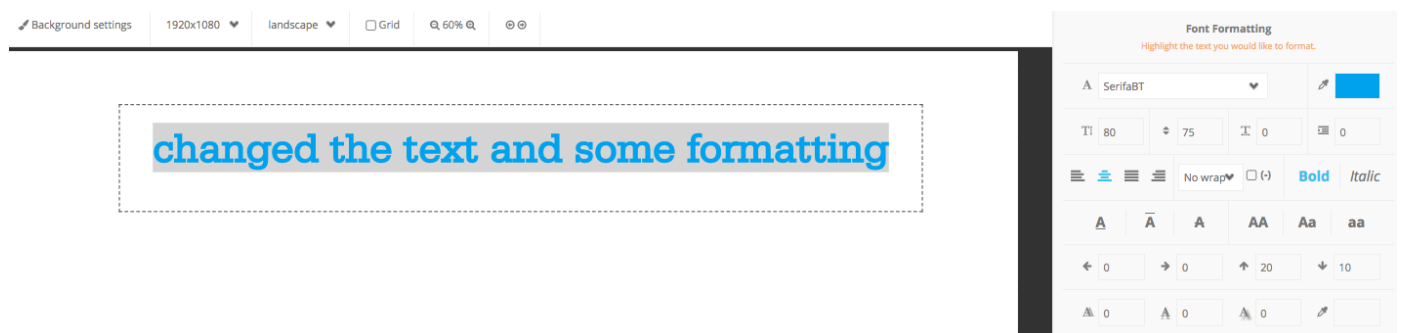 Background settings 1920x1080 landscape Grid 60%
Font Formatting
Highlight the text you would like to format.
A SerifaBT
changed the text and some formatting
T 80 75 T 0 0
No wrap (-) Bold Italic
A A A AA Aa aa
0 0 20 10
A 0 A 0 A 0